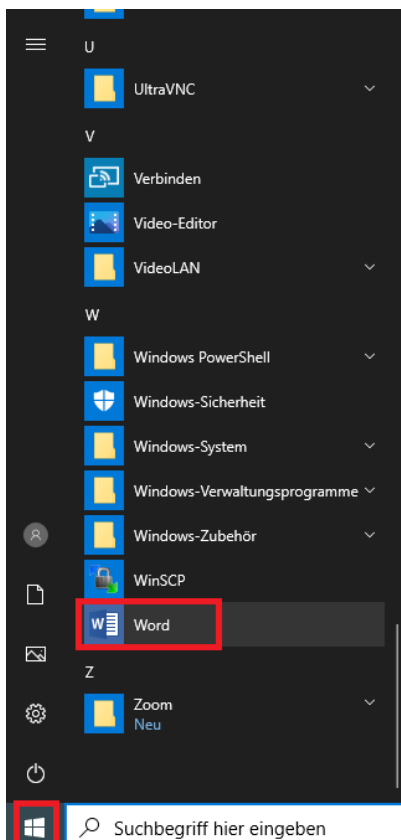 U
UltraVNC
V
Verbinden
Video-Editor
VideoLAN
W
Windows PowerShell
Windows-Sicherheit
Windows-System
Windows-Verwaltungsprogramme
Windows-Zubehör
WinSCP
Word
Z
Zoom
Neu
Suchbegriff hier eingeben